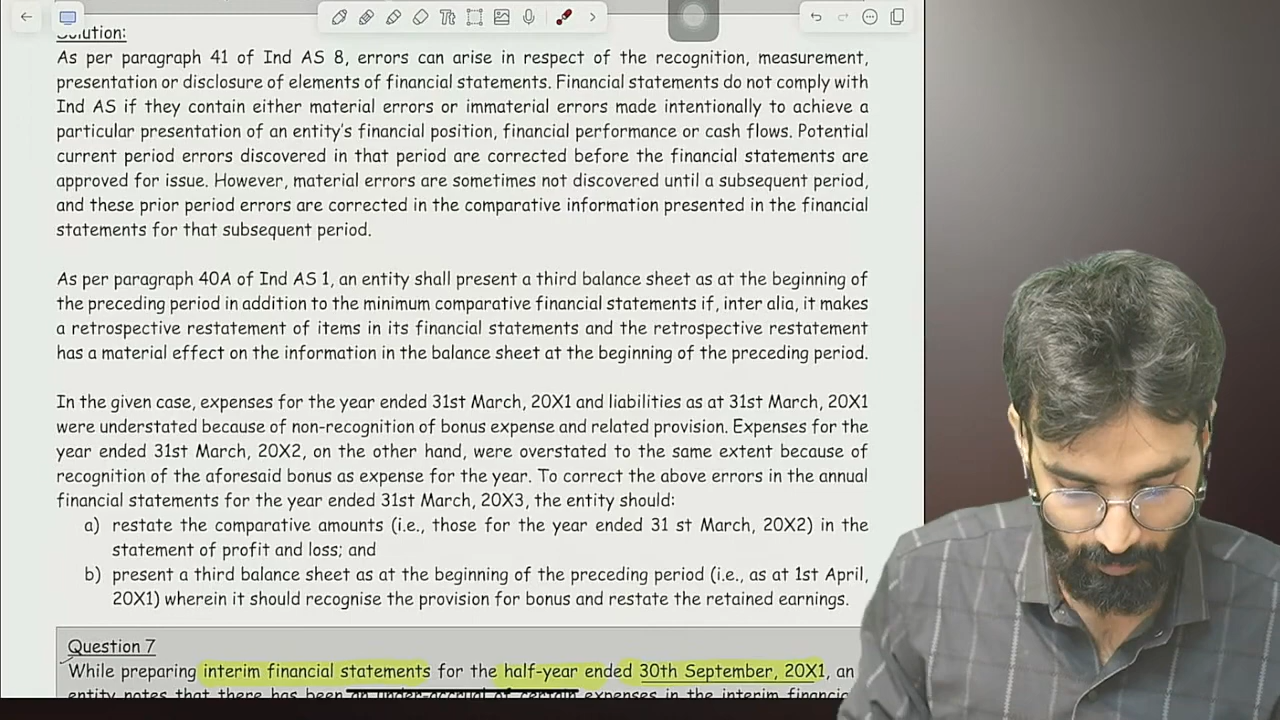 Solution:
As per paragraph 41 of Ind AS 8, errors can arise in respect of the recognition, measurement,
presentation or disclosure of elements of financial statements. Financial statements do not comply with
Ind AS if they contain either material errors or immaterial errors made intentionally to achieve a
particular presentation of an entity's financial position, financial performance or cash flows. Potential
current period errors discovered in that period are corrected before the financial statements are
approved for issue. However, material errors are sometimes not discovered until a subsequent period,
and these prior period errors are corrected in the comparative information presented in the financial
statements for that subsequent period.
As per paragraph 40A of Ind AS 1, an entity shall present a third balance sheet as at the beginning of
the preceding period in addition to the minimum comparative financial statements if, inter alia, it makes
a retrospective restatement of items in its financial statements and the retrospective restatement
has a material effect on the information in the balance sheet at the beginning of the preceding period.
In the given case, expenses for the year ended 31st March, 20X1 and liabilities as at 31st March, 20X1
were understated because of non-recognition of bonus expense and related provision. Expenses for the
year ended 31st March, 20X2, on the other hand, were overstated to the same extent because of
recognition of the aforesaid bonus as expense for the year. To correct the above errors in the annual
financial statements for the year ended 31st March, 20X3, the entity should:
a) restate the comparative amounts (i.e., those for the year ended 31 st March, 20X2) in the
statement of profit and loss; and
b) present a third balance sheet as at the beginning of the preceding period (i.e., as at 1st April,
20X1) wherein it should recognise the provision for bonus and restate the retained earnings.
Question 7
While preparing interim financial statements for the half-year ended 30th September, 20X1, an
entity notes that there has been an under-accrual of certain expenses in the interim financial